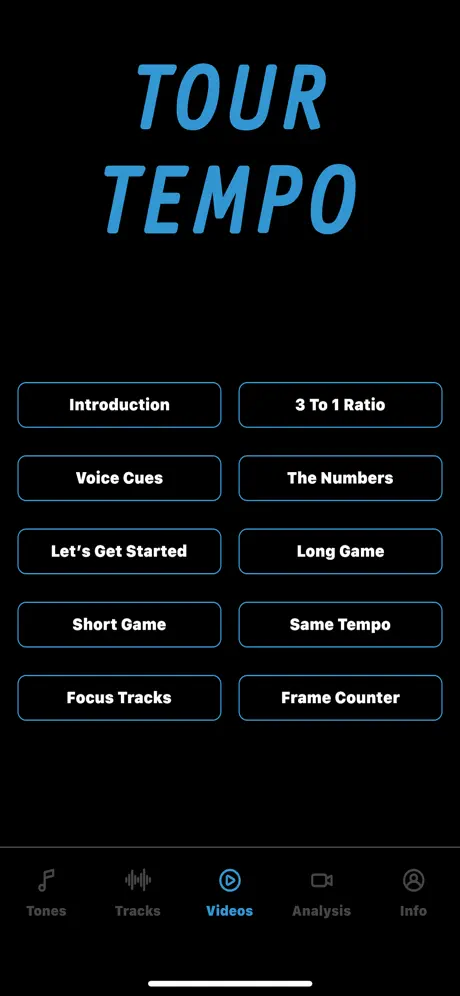 TOUR
TEMPO
Introduction
3 To 1 Ratio
Voice Cues
The Numbers
Let's Get Started
Long Game
Short Game
Same Tempo
Focus Tracks
Frame Counter
Tones
Tracks
Videos
Analysis
Info